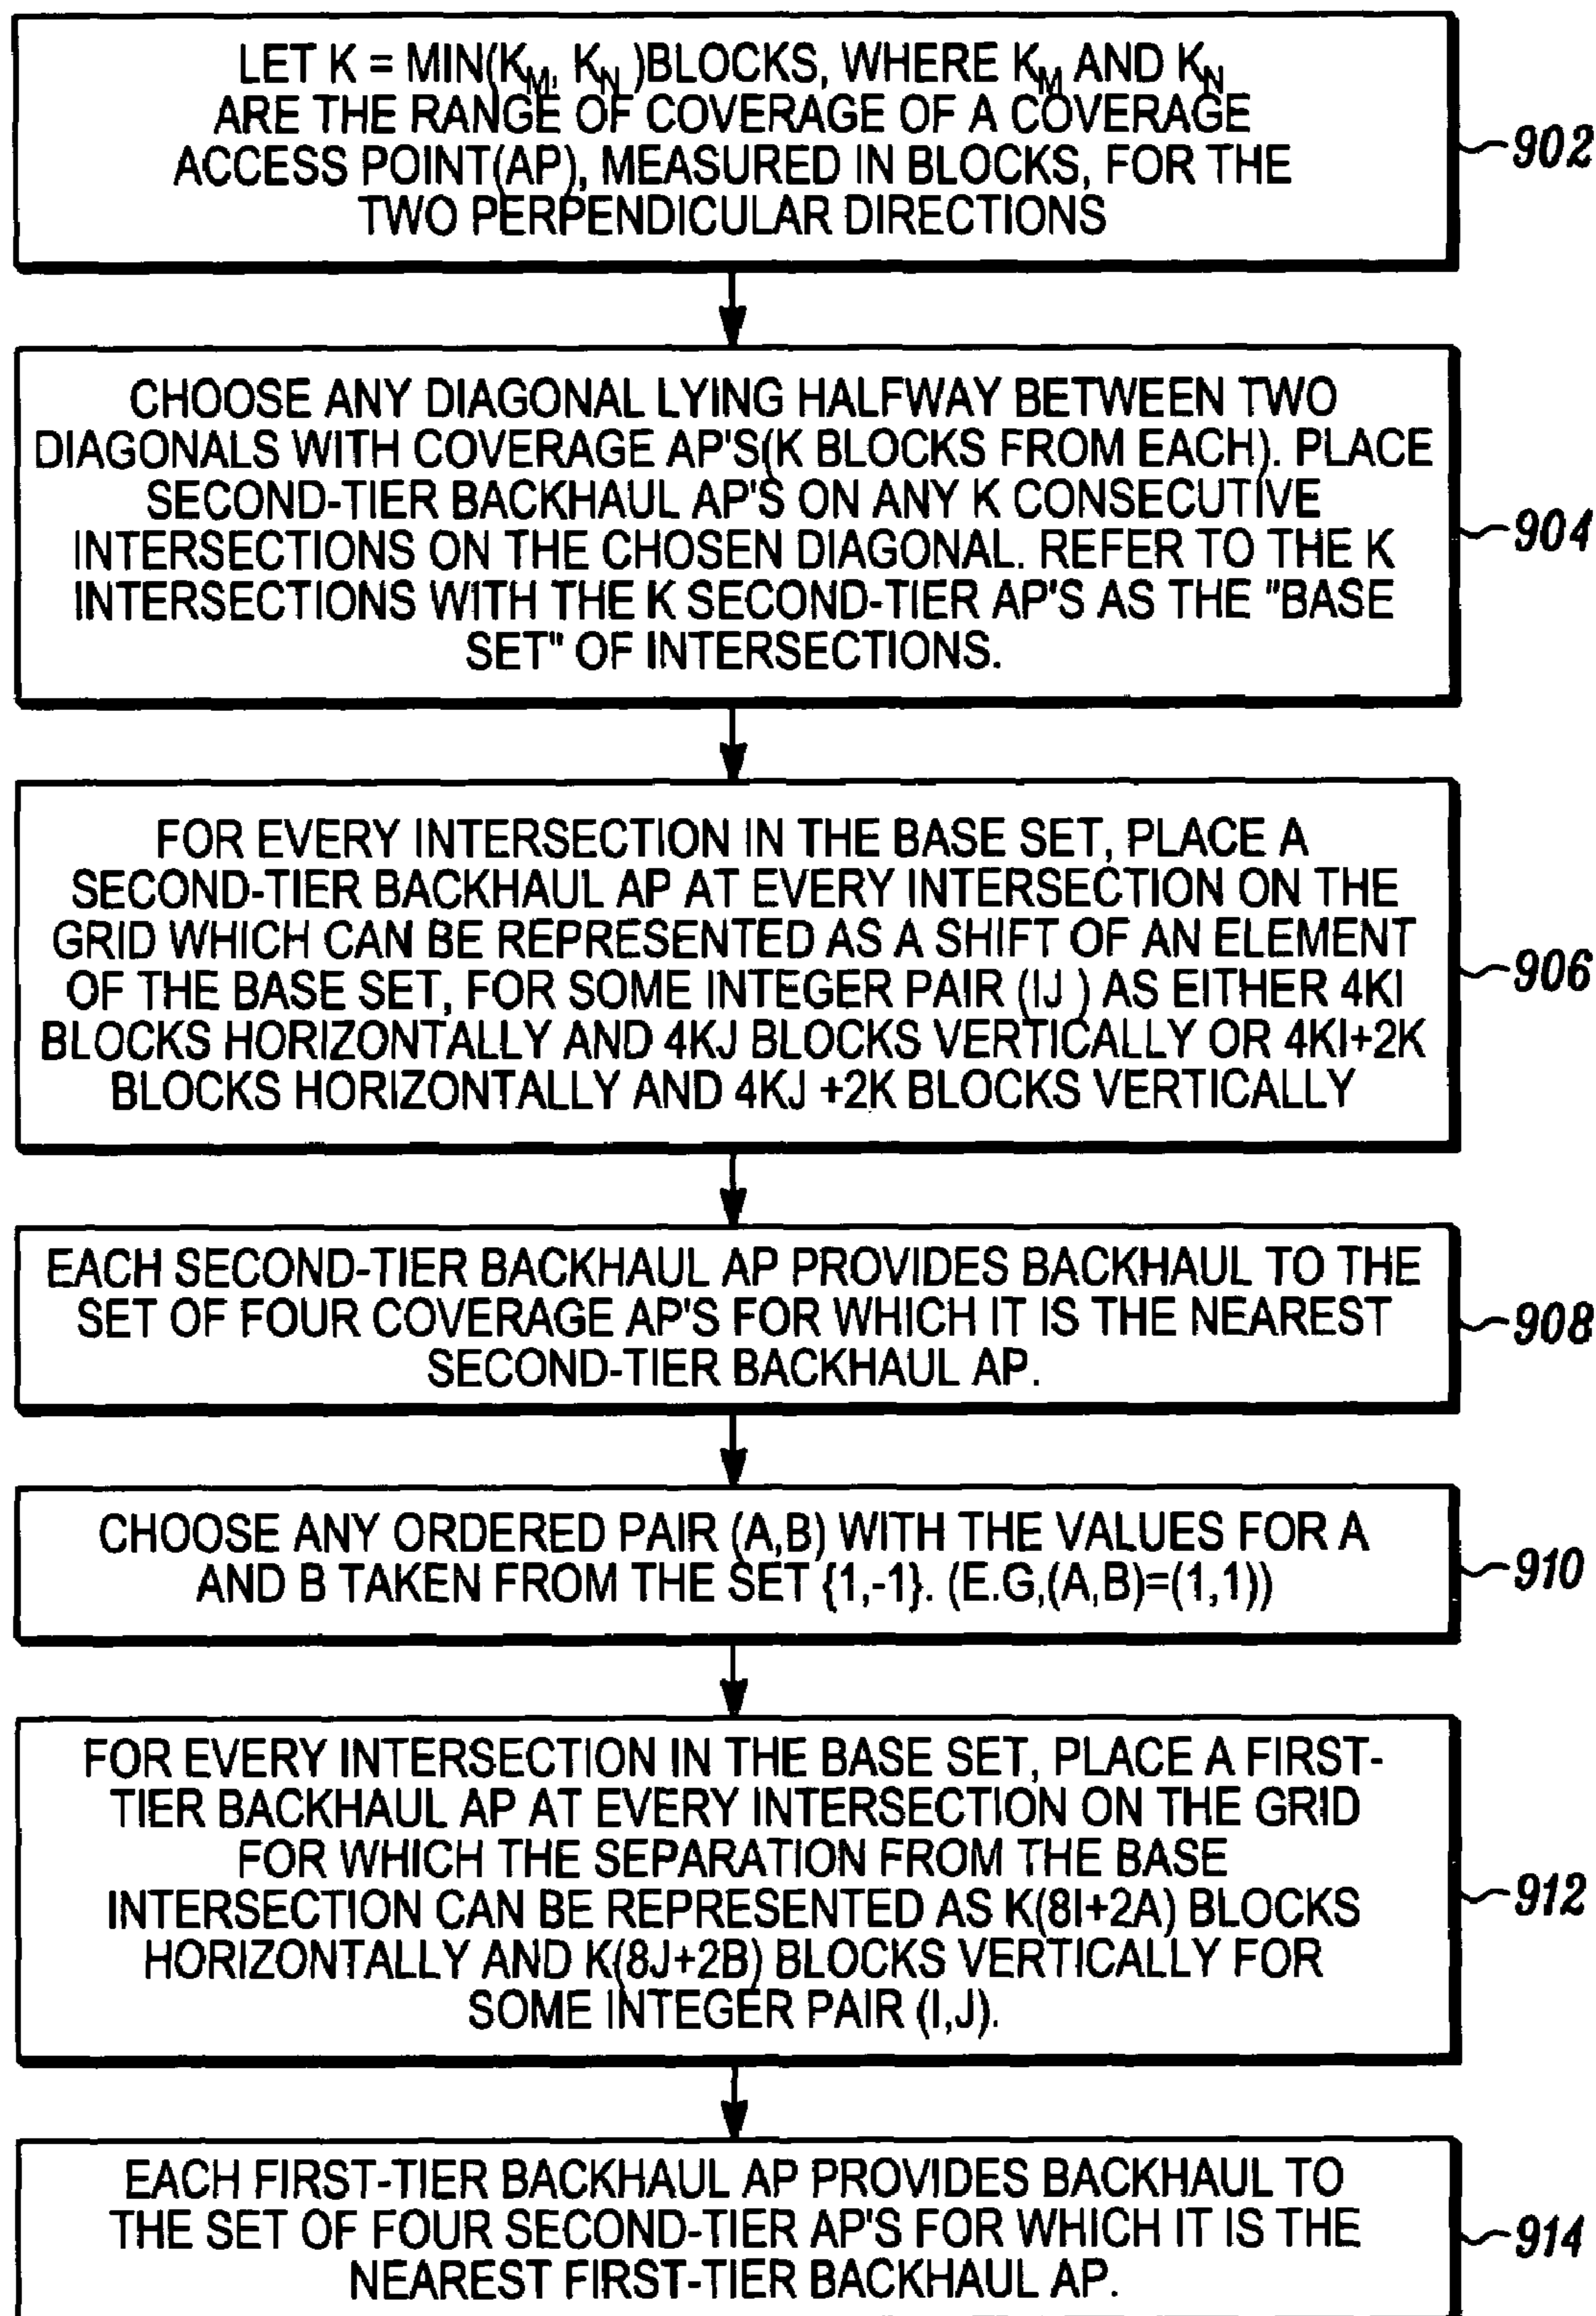 LET K = MIN(KM, KN )BLOCKS, WHERE KM AND KN
ARE THE RANGE OF COVERAGE OF A COVERAGE
ACCESS POINT(AP), MEASURED IN BLOCKS, FOR THE
TWO PERPENDICULAR DIRECTIONS
902
CHOOSE ANY DIAGONAL LYING HALFWAY BETWEEN TWO
DIAGONALS WITH COVERAGE AP'S(K BLOCKS FROM EACH). PLACE
SECOND-TIER BACKHAUL AP'S ON ANY K CONSECUTIVE
INTERSECTIONS ON THE CHOSEN DIAGONAL. REFER TO THE K
INTERSECTIONS WITH THE K SECOND-TIER AP'S AS THE "BASE
SET" OF INTERSECTIONS.
904
FOR EVERY INTERSECTION IN THE BASE SET, PLACE A
SECOND-TIER BACKHAUL AP AT EVERY INTERSECTION ON THE
GRID WHICH CAN BE REPRESENTED AS A SHIFT OF AN ELEMENT
OF THE BASE SET, FOR SOME INTEGER PAIR (IJ ) AS EITHER 4KI
BLOCKS HORIZONTALLY AND 4KJ BLOCKS VERTICALLY OR 4KI+2K
BLOCKS HORIZONTALLY AND 4KJ +2K BLOCKS VERTICALLY
906
EACH SECOND-TIER BACKHAUL AP PROVIDES BACKHAUL TO THE
SET OF FOUR COVERAGE AP'S FOR WHICH IT IS THE NEAREST
SECOND-TIER BACKHAUL AP.
908
CHOOSE ANY ORDERED PAIR (A,B) WITH THE VALUES FOR A
AND B TAKEN FROM THE SET {1,-1}. (E.G,(A,B)=(1,1))
910
FOR EVERY INTERSECTION IN THE BASE SET, PLACE A FIRST-
TIER BACKHAUL AP AT EVERY INTERSECTION ON THE GRID
FOR WHICH THE SEPARATION FROM THE BASE
INTERSECTION CAN BE REPRESENTED AS K(8I+2A) BLOCKS
HORIZONTALLY AND K(8J+2B) BLOCKS VERTICALLY FOR
SOME INTEGER PAIR (I,J).
912
EACH FIRST-TIER BACKHAUL AP PROVIDES BACKHAUL TO
THE SET OF FOUR SECOND-TIER AP'S FOR WHICH IT IS THE
NEAREST FIRST-TIER BACKHAUL AP.
914